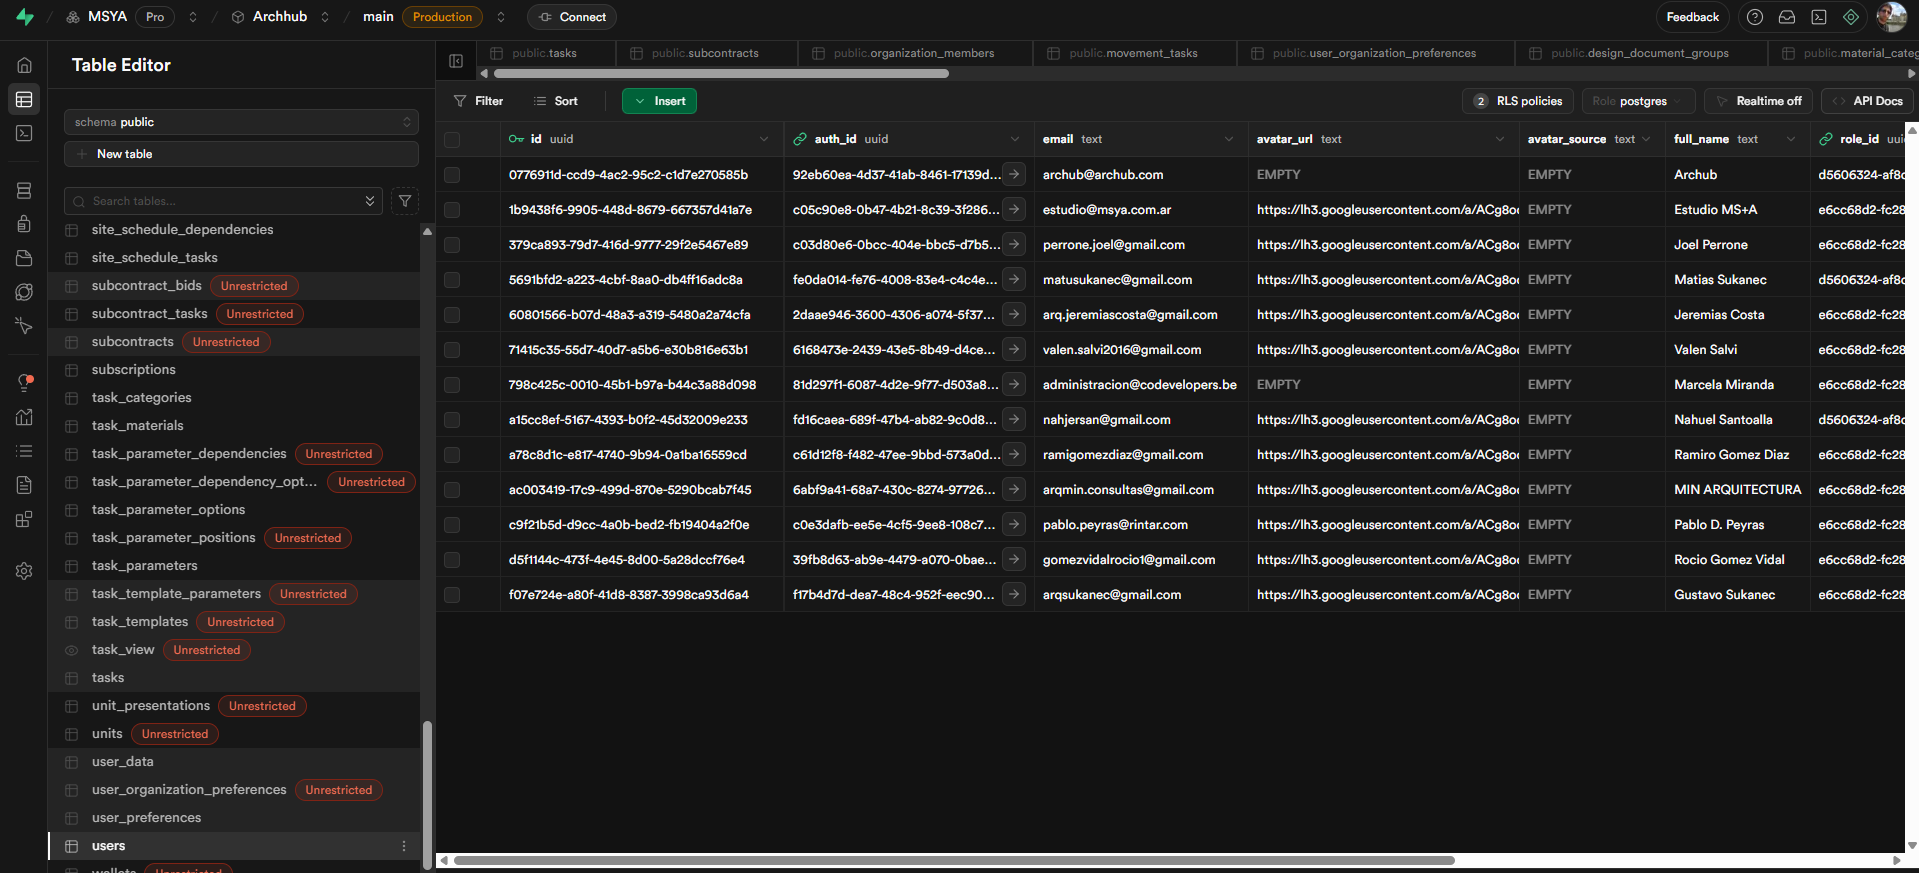 MSYA Pro Archhub main Production Connect Feedback
Table Editor
schema public
New table
Search tables...
site_schedule_dependencies
site_schedule_tasks
subcontract_bids Unrestricted
subcontract_tasks Unrestricted
subcontracts Unrestricted
subscriptions
task_categories
task_materials
task_parameter_dependencies Unrestricted
task_parameter_dependency_opt... Unrestricted
task_parameter_options
task_parameter_positions Unrestricted
task_parameters
task_template_parameters Unrestricted
task_templates Unrestricted
task_view Unrestricted
tasks
unit_presentations Unrestricted
units Unrestricted
user_data
user_organization_preferences Unrestricted
user_preferences
users
wallets Unrestricted
public.tasks public.subcontracts public.organization_members public.movement_tasks public.user_organization_preferences public.design_document_groups public.material_categ
Filter Sort Insert 2 RLS policies Role postgres Realtime off API Docs
id uuid auth_id uuid email text avatar_url text avatar_source text full_name text role_id uui
0776911d-ccd9-4ac2-95c2-c1d7e270585b 92eb60ea-4d37-41ab-8461-17139d... archub@archub.com EMPTY EMPTY Archub d5606324-af8c
1b9438f6-9905-448d-8679-667357d41a7e c05c90e8-0b47-4b21-8c39-3f286... estudio@msya.com.ar https://lh3.googleusercontent.com/a/ACg8oc EMPTY Estudio MS+A e6cc68d2-fc28
379ca893-79d7-416d-9777-29f2e5467e89 c03d80e6-0bcc-404e-bbc5-d7b5... perrone.joel@gmail.com https://lh3.googleusercontent.com/a/ACg8oc EMPTY Joel Perrone e6cc68d2-fc28
5691bfd2-a223-4cbf-8aa0-db4ff16adc8a fe0da014-fe76-4008-83e4-c4c4e... matusukanec@gmail.com https://lh3.googleusercontent.com/a/ACg8oc EMPTY Matias Sukanec d5606324-af8c
60801566-b07d-48a3-a319-5480a2a74cfa 2daae946-3600-4306-a074-5f37... arq.jeremiascosta@gmail.com https://lh3.googleusercontent.com/a/ACg8oc EMPTY Jeremias Costa e6cc68d2-fc28
71415c35-55d7-40d7-a5b6-e30b816e63b1 6168473e-2439-43e5-8b49-d4ce... valen.salvi2016@gmail.com https://lh3.googleusercontent.com/a/ACg8oc EMPTY Valen Salvi e6cc68d2-fc28
798c425c-0010-45b1-b97a-b44c3a88d098 81d297f1-6087-4d2e-9f77-d503a8... administracion@codevelopers.be EMPTY EMPTY Marcela Miranda e6cc68d2-fc28
a15cc8ef-5167-4393-b0f2-45d32009e233 fd16caea-689f-47b4-ab82-9c0d8... nahjersan@gmail.com https://lh3.googleusercontent.com/a/ACg8oc EMPTY Nahuel Santoalla d5606324-af8c
a78c8d1c-e817-4740-9b94-0a1ba16559cd c61d12f8-f482-47ee-9bbd-573a0d... ramigomezdiaz@gmail.com https://lh3.googleusercontent.com/a/ACg8oc EMPTY Ramiro Gomez Diaz e6cc68d2-fc28
ac003419-17c9-499d-870e-5290bcab7f45 6abf9a41-68a7-430c-8274-97726... arqmin.consultas@gmail.com https://lh3.googleusercontent.com/a/ACg8oc EMPTY MIN ARQUITECTURA e6cc68d2-fc28
c9f21b5d-d9cc-4a0b-bed2-fb19404a2f0e c0e3dafb-ee5e-4cf5-9ee8-108c7... pablo.peyras@rintar.com https://lh3.googleusercontent.com/a/ACg8oc EMPTY Pablo D. Peyras e6cc68d2-fc28
d5f1144c-473f-4e45-8d00-5a28dccf76e4 39fb8d63-ab9e-4479-a070-0bae... gomezvidalrocio1@gmail.com https://lh3.googleusercontent.com/a/ACg8oc EMPTY Rocio Gomez Vidal e6cc68d2-fc28
f07e724e-a80f-41d8-8387-3998ca93d6a4 f17b4d7d-dea7-48c4-952f-eec90... arqsukanec@gmail.com https://lh3.googleusercontent.com/a/ACg8oc EMPTY Gustavo Sukanec e6cc68d2-fc28